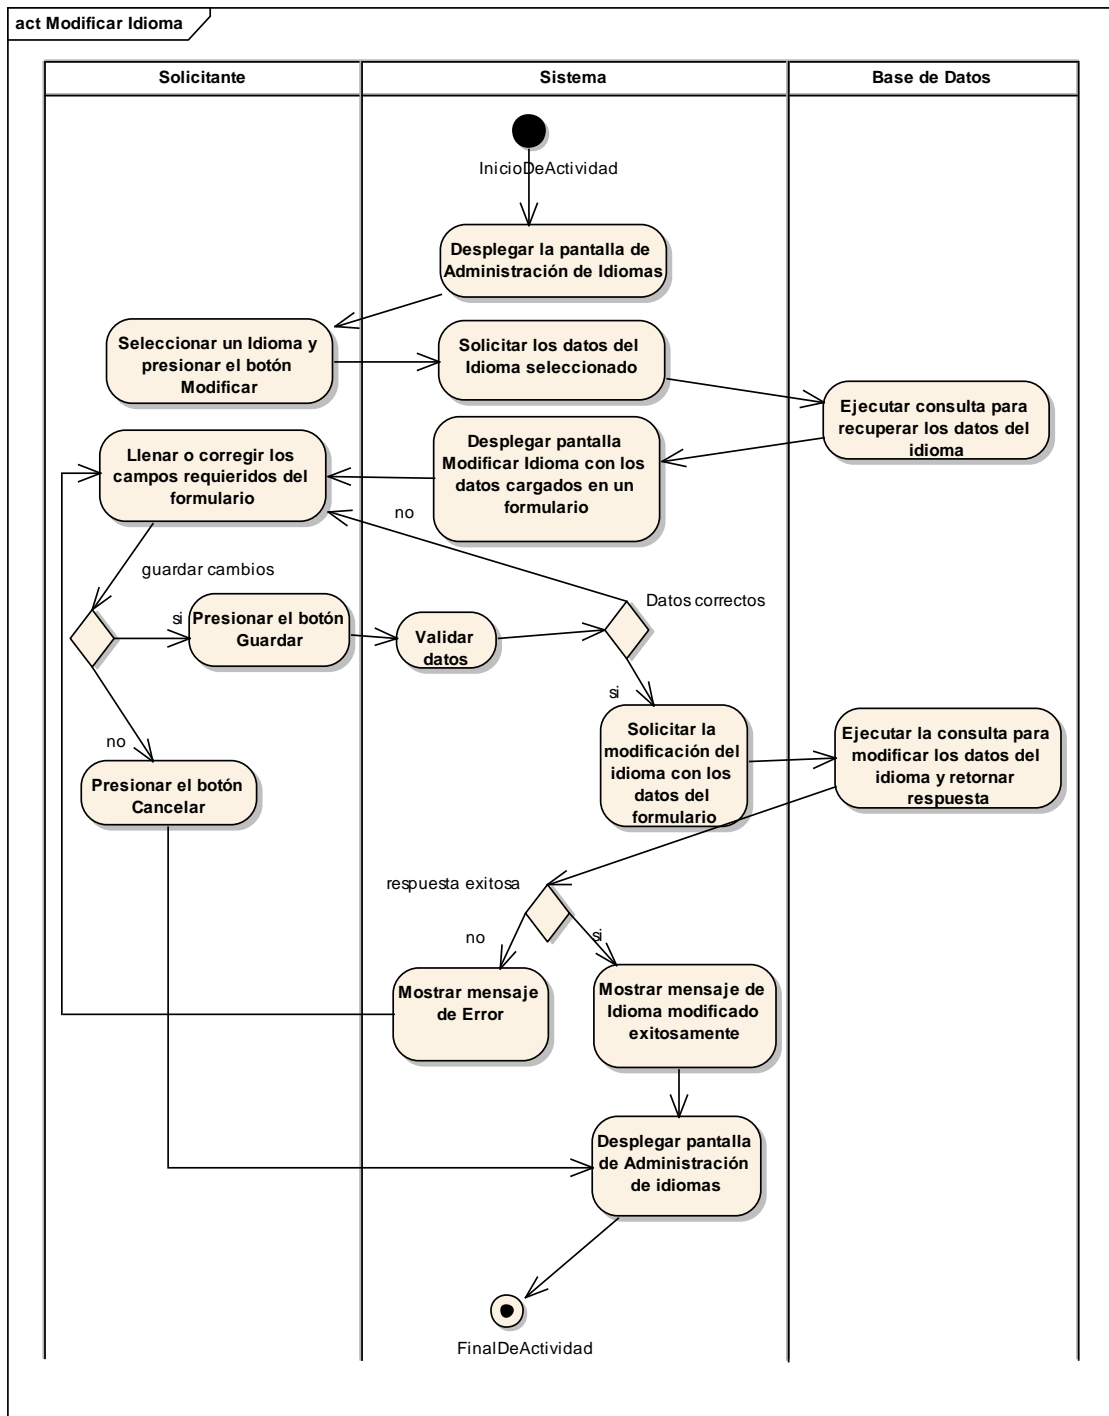 act Modificar Idioma
Solicitante
Sistema
Base de Datos
InicioDeActividad
Desplegar la pantalla de
Administración de Idiomas
Seleccionar un Idioma y
presionar el botón
Modificar
Solicitar los datos del
Idioma seleccionado
Ejecutar consulta para
recuperar los datos del
idioma
Desplegar pantalla
Modificar Idioma con los
datos cargados en un
formulario
Llenar o corregir los
campos requieridos del
formulario
no
guardar cambios
si
Presionar el botón
Guardar
Validar
datos
Datos correctos
si
no
Presionar el botón
Cancelar
Solicitar la
modificación del
idioma con los
datos del
formulario
Ejecutar la consulta para
modificar los datos del
idioma y retornar
respuesta
respuesta exitosa
no
si
Mostrar mensaje
de Error
Mostrar mensaje de
Idioma modificado
exitosamente
Desplegar pantalla
de Administración
de idiomas
FinalDeActividad